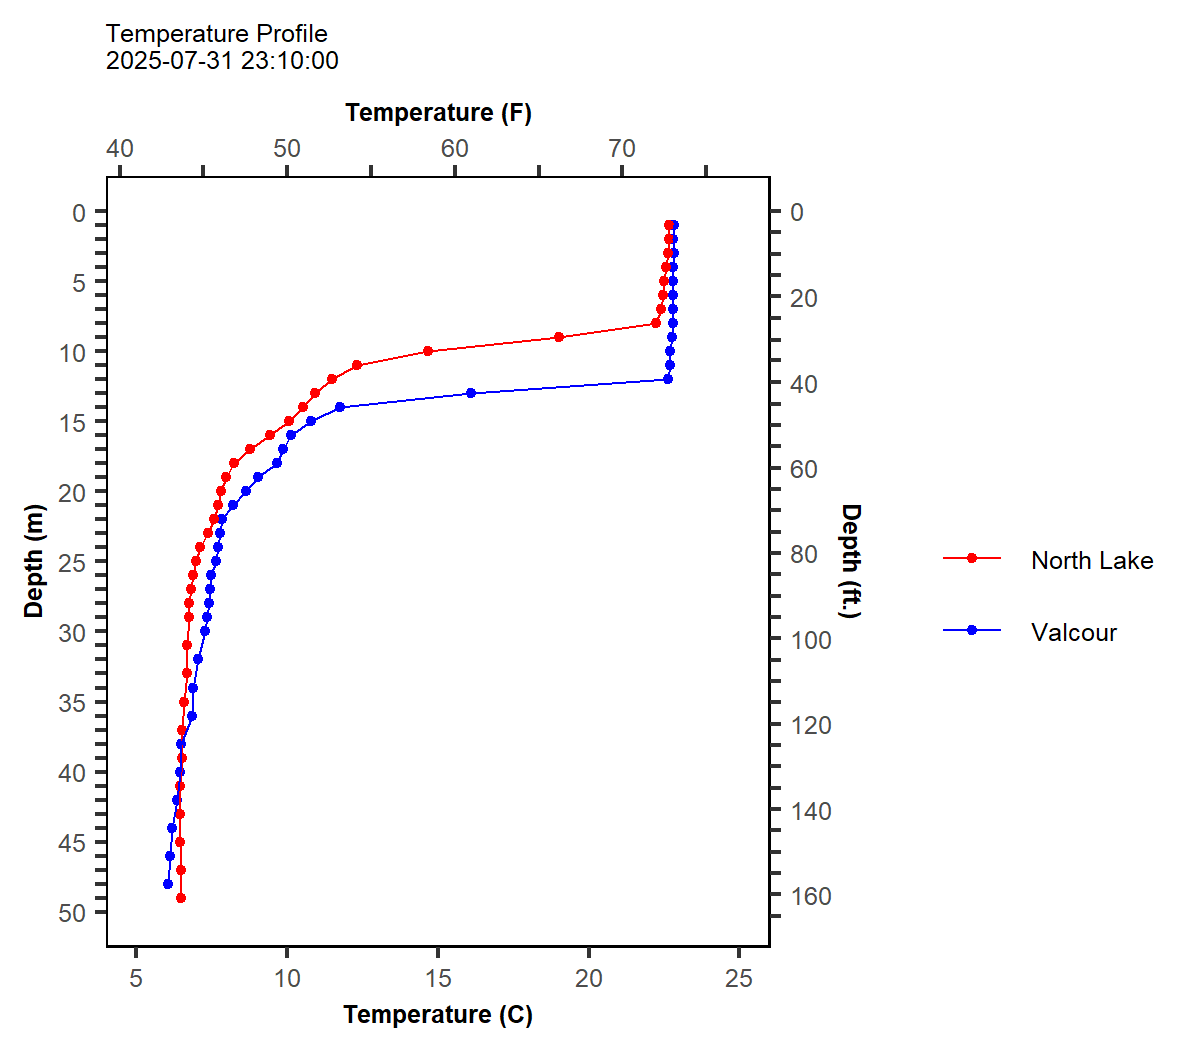 Temperature Profile
2025-07-31 23:10:00
Temperature (F)
40 50 60 70
0
5
10
15
20
25
30
35
40
45
50
Depth (m)
0
20
40
60
80
100
120
140
160
Depth (ft.)
North Lake
Valcour
5 10 15 20 25
Temperature (C)